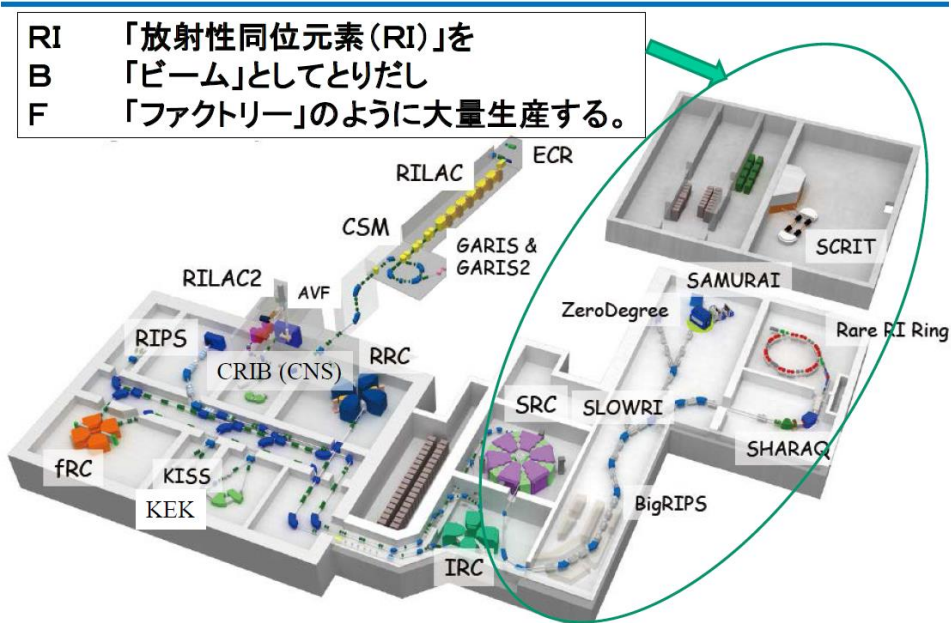 RI 「放射性同位元素(RI)」を
B 「ビーム」としてとりだし
F 「ファクトリー」のように大量生産する。
ECR
RILAC
CSM
GARIS &
GARIS2
SCRIT
RILAC2
AVF
SAMURAI
ZeroDegree
Rare RI Ring
RIPS
CRIB (CNS)
RRC
SRC
SLOWRI
SHARAQ
fRC
KISS
KEK
BigRIPS
IRC